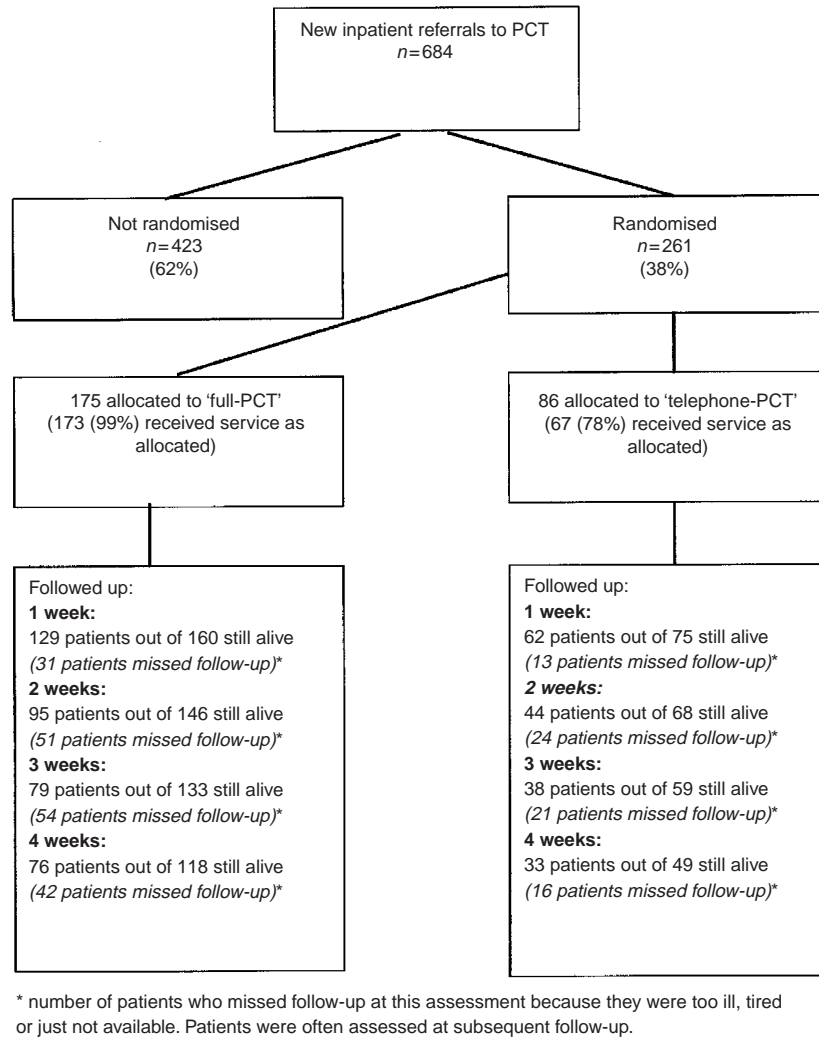 New inpatient referrals to PCT
n=684
Not randomised
n=423
(62%)
Randomised
n=261
(38%)
175 allocated to ‘full-PCT’
(173 (99%) received service as
allocated)
86 allocated to ‘telephone-PCT’
(67 (78%) received service as
allocated)
Followed up:
1 week:
129 patients out of 160 still alive
(31 patients missed follow-up)*
2 weeks:
95 patients out of 146 still alive
(51 patients missed follow-up)*
3 weeks:
79 patients out of 133 still alive
(54 patients missed follow-up)*
4 weeks:
76 patients out of 118 still alive
(42 patients missed follow-up)*
Followed up:
1 week:
62 patients out of 75 still alive
(13 patients missed follow-up)*
2 weeks:
44 patients out of 68 still alive
(24 patients missed follow-up)*
3 weeks:
38 patients out of 59 still alive
(21 patients missed follow-up)*
4 weeks:
33 patients out of 49 still alive
(16 patients missed follow-up)*
* number of patients who missed follow-up at this assessment because they were too ill, tired
or just not available. Patients were often assessed at subsequent follow-up.